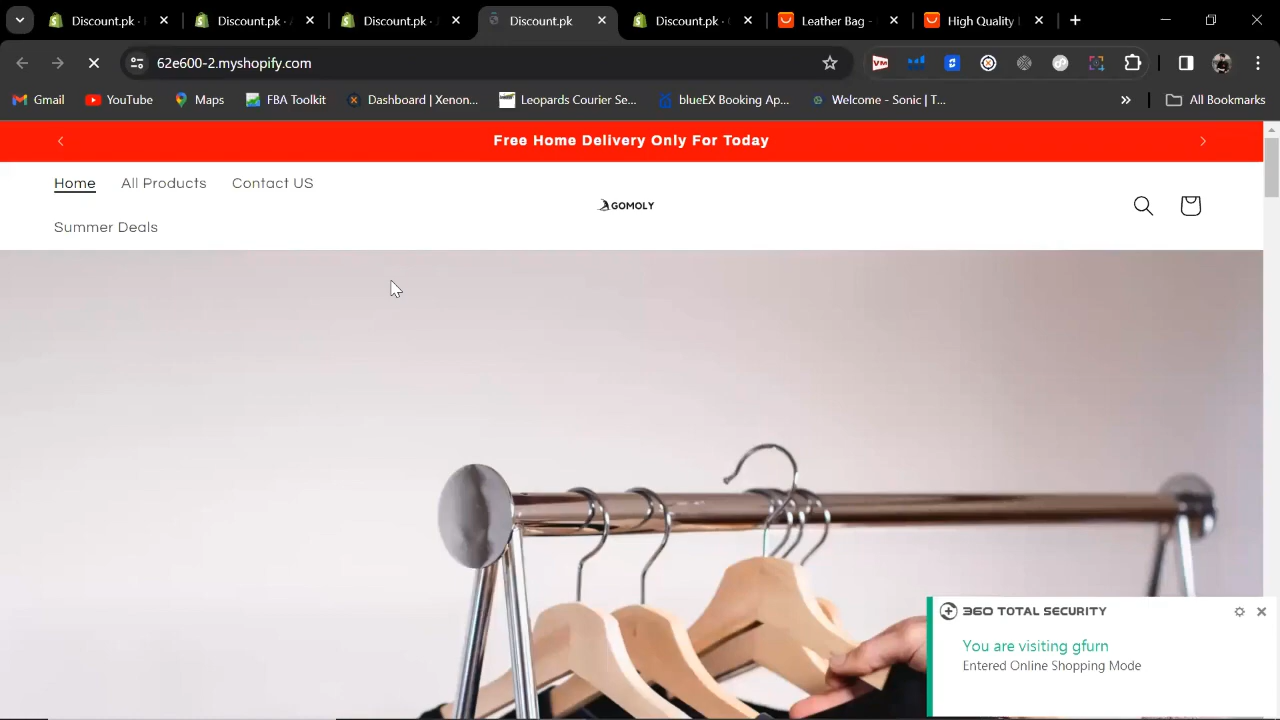 Discount.pk ·
Discount.pk · A
Discount.pk · J
Discount.pk
Discount.pk ·
Leather Bag -
High Quality
62e600-2.myshopify.com
VM
Gmail
YouTube
Maps
FBA Toolkit
Dashboard | Xenon...
Leopards Courier Se...
blueEX Booking Ap...
Welcome - Sonic | T...
»
All Bookmarks
Free Home Delivery Only For Today
Home
All Products
Contact US
Summer Deals
GOMOLY
360 TOTAL SECURITY
You are visiting gfurn
Entered Online Shopping Mode